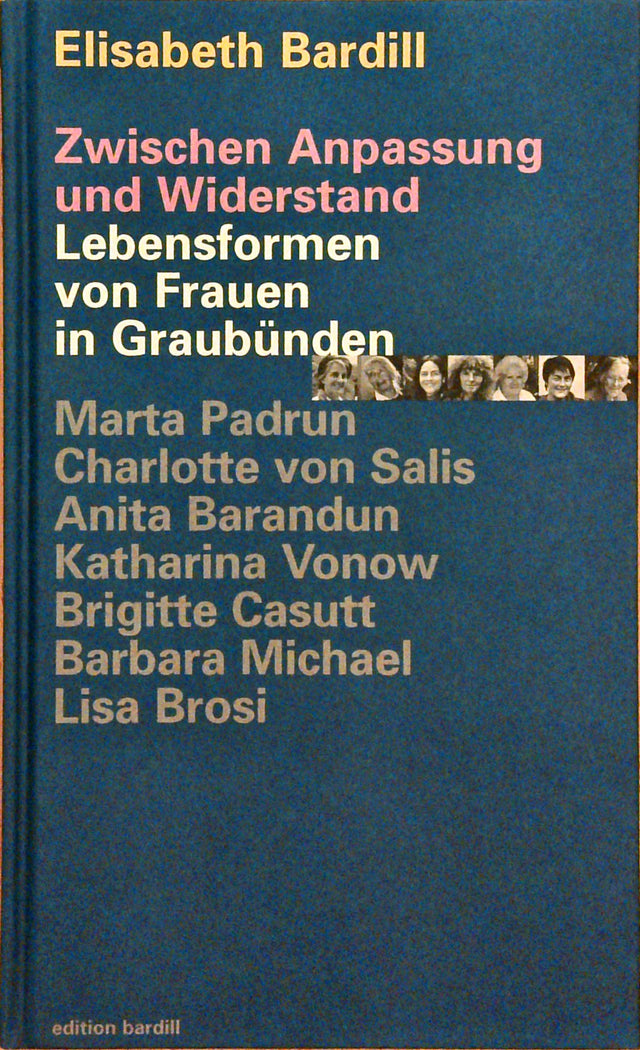 Elisabeth Bardill
Zwischen Anpassung
und Widerstand
Lebensformen
von Frauen
in Graubünden
Marta Padrun
Charlotte von Salis
Anita Barandun
Katharina Vonow
Brigitte Casutt
Barbara Michael
Lisa Brosi
edition bardill